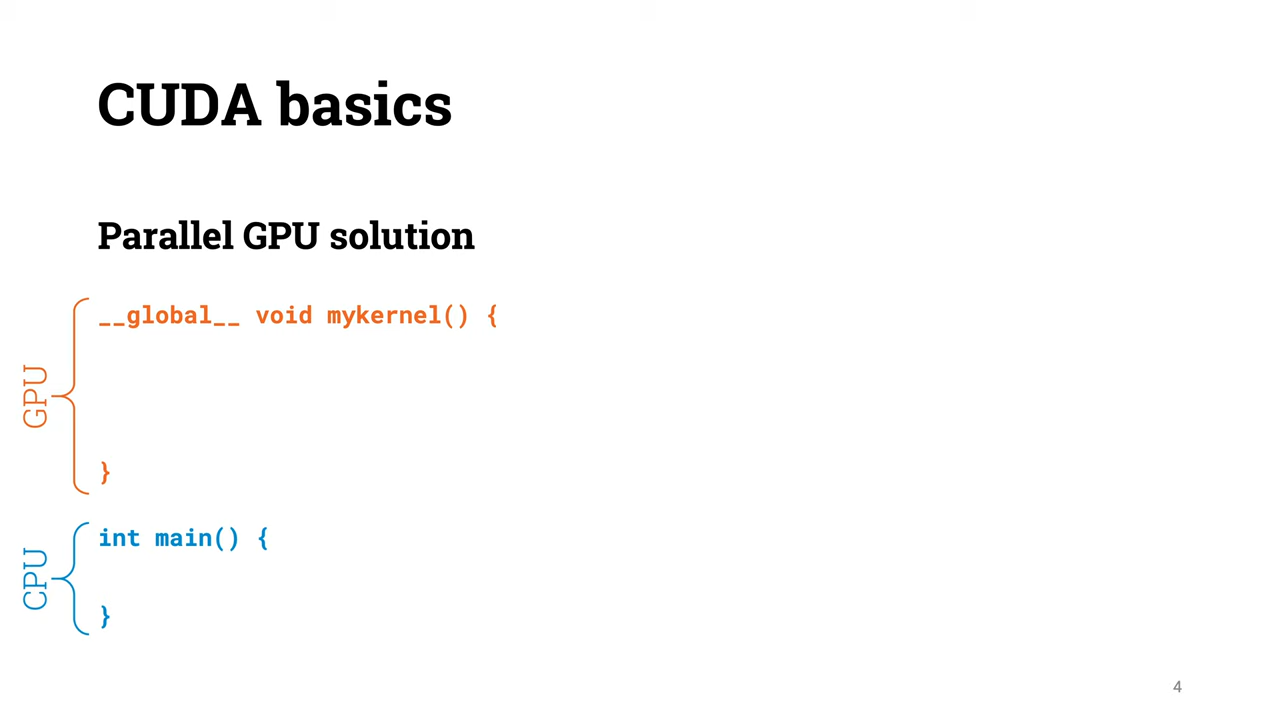 CUDA basics
Parallel GPU solution
__global__ void mykernel() {
GPU
}
int main() {
CPU
}
4